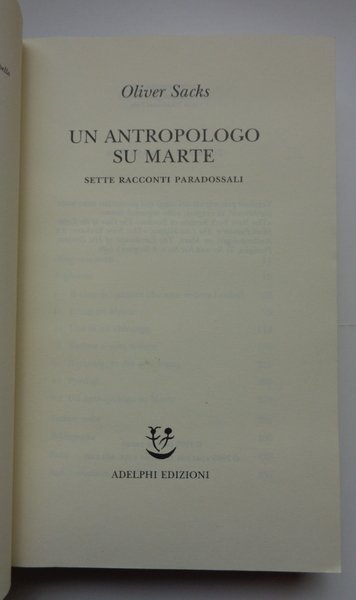 Oliver Sacks
UN ANTROPOLOGO
SU MARTE
SETTE RACCONTI PARADOSSALI
ADELPHI EDIZIONI